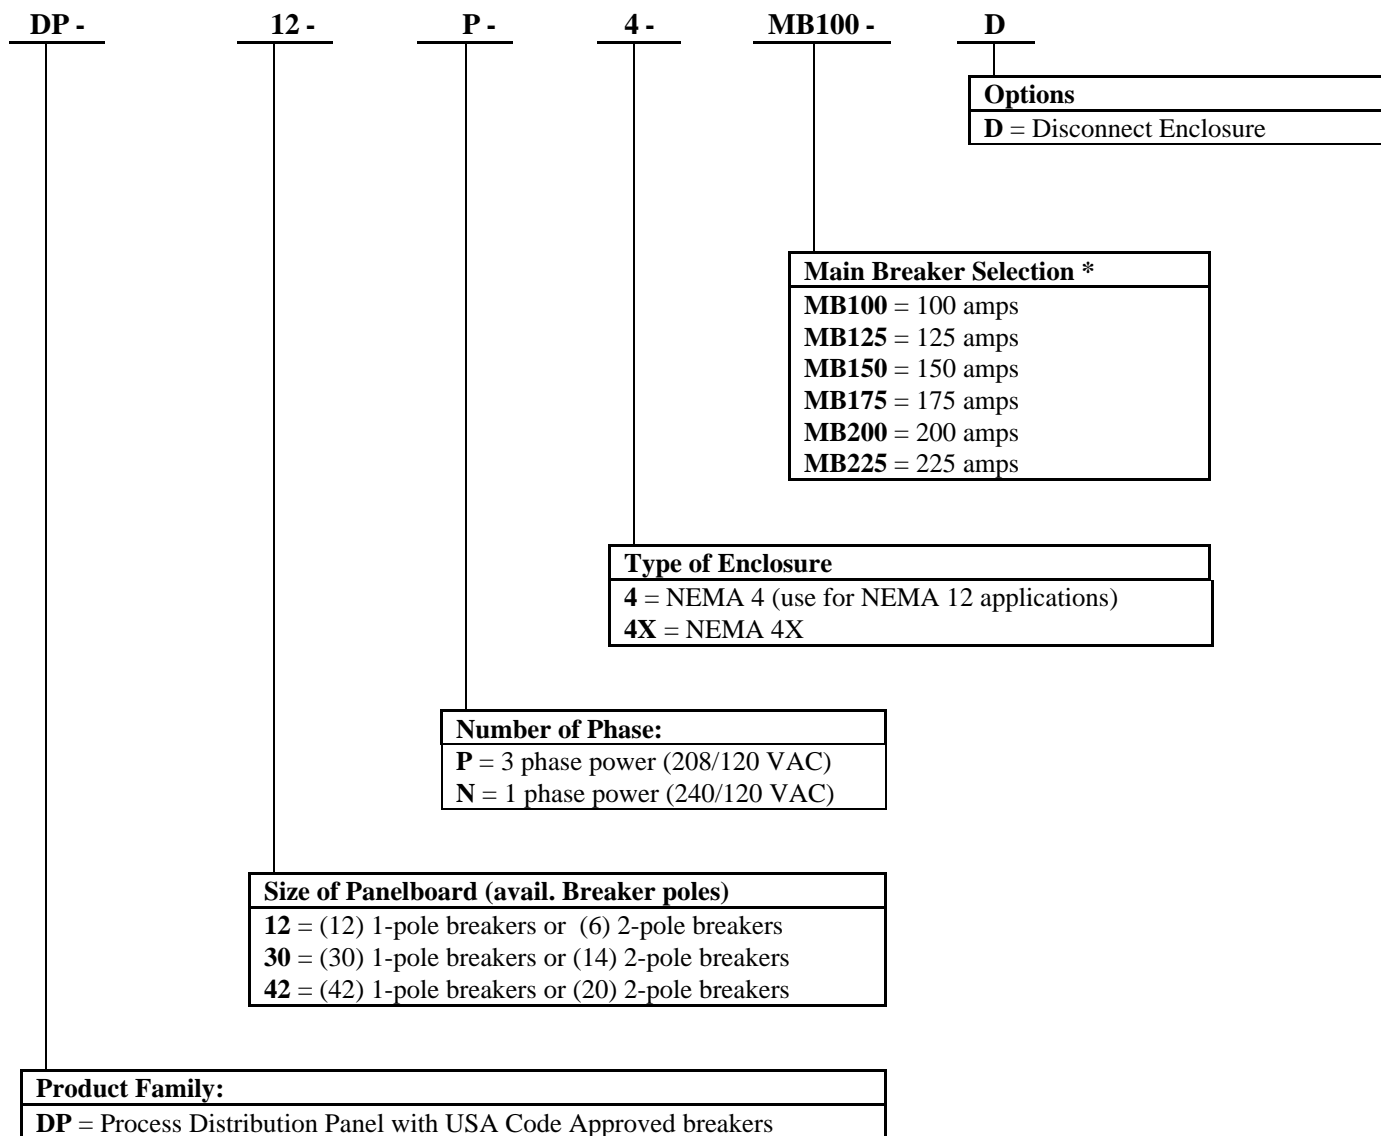 DP - 12 - P - 4 - MB100 - D
Options
D = Disconnect Enclosure
Main Breaker Selection *
MB100 = 100 amps
MB125 = 125 amps
MB150 = 150 amps
MB175 = 175 amps
MB200 = 200 amps
MB225 = 225 amps
Type of Enclosure
4 = NEMA 4 (use for NEMA 12 applications)
4X = NEMA 4X
Number of Phase:
P = 3 phase power (208/120 VAC)
N = 1 phase power (240/120 VAC)
Size of Panelboard (avail. Breaker poles)
12 = (12) 1-pole breakers or (6) 2-pole breakers
30 = (30) 1-pole breakers or (14) 2-pole breakers
42 = (42) 1-pole breakers or (20) 2-pole breakers
Product Family:
DP = Process Distribution Panel with USA Code Approved breakers